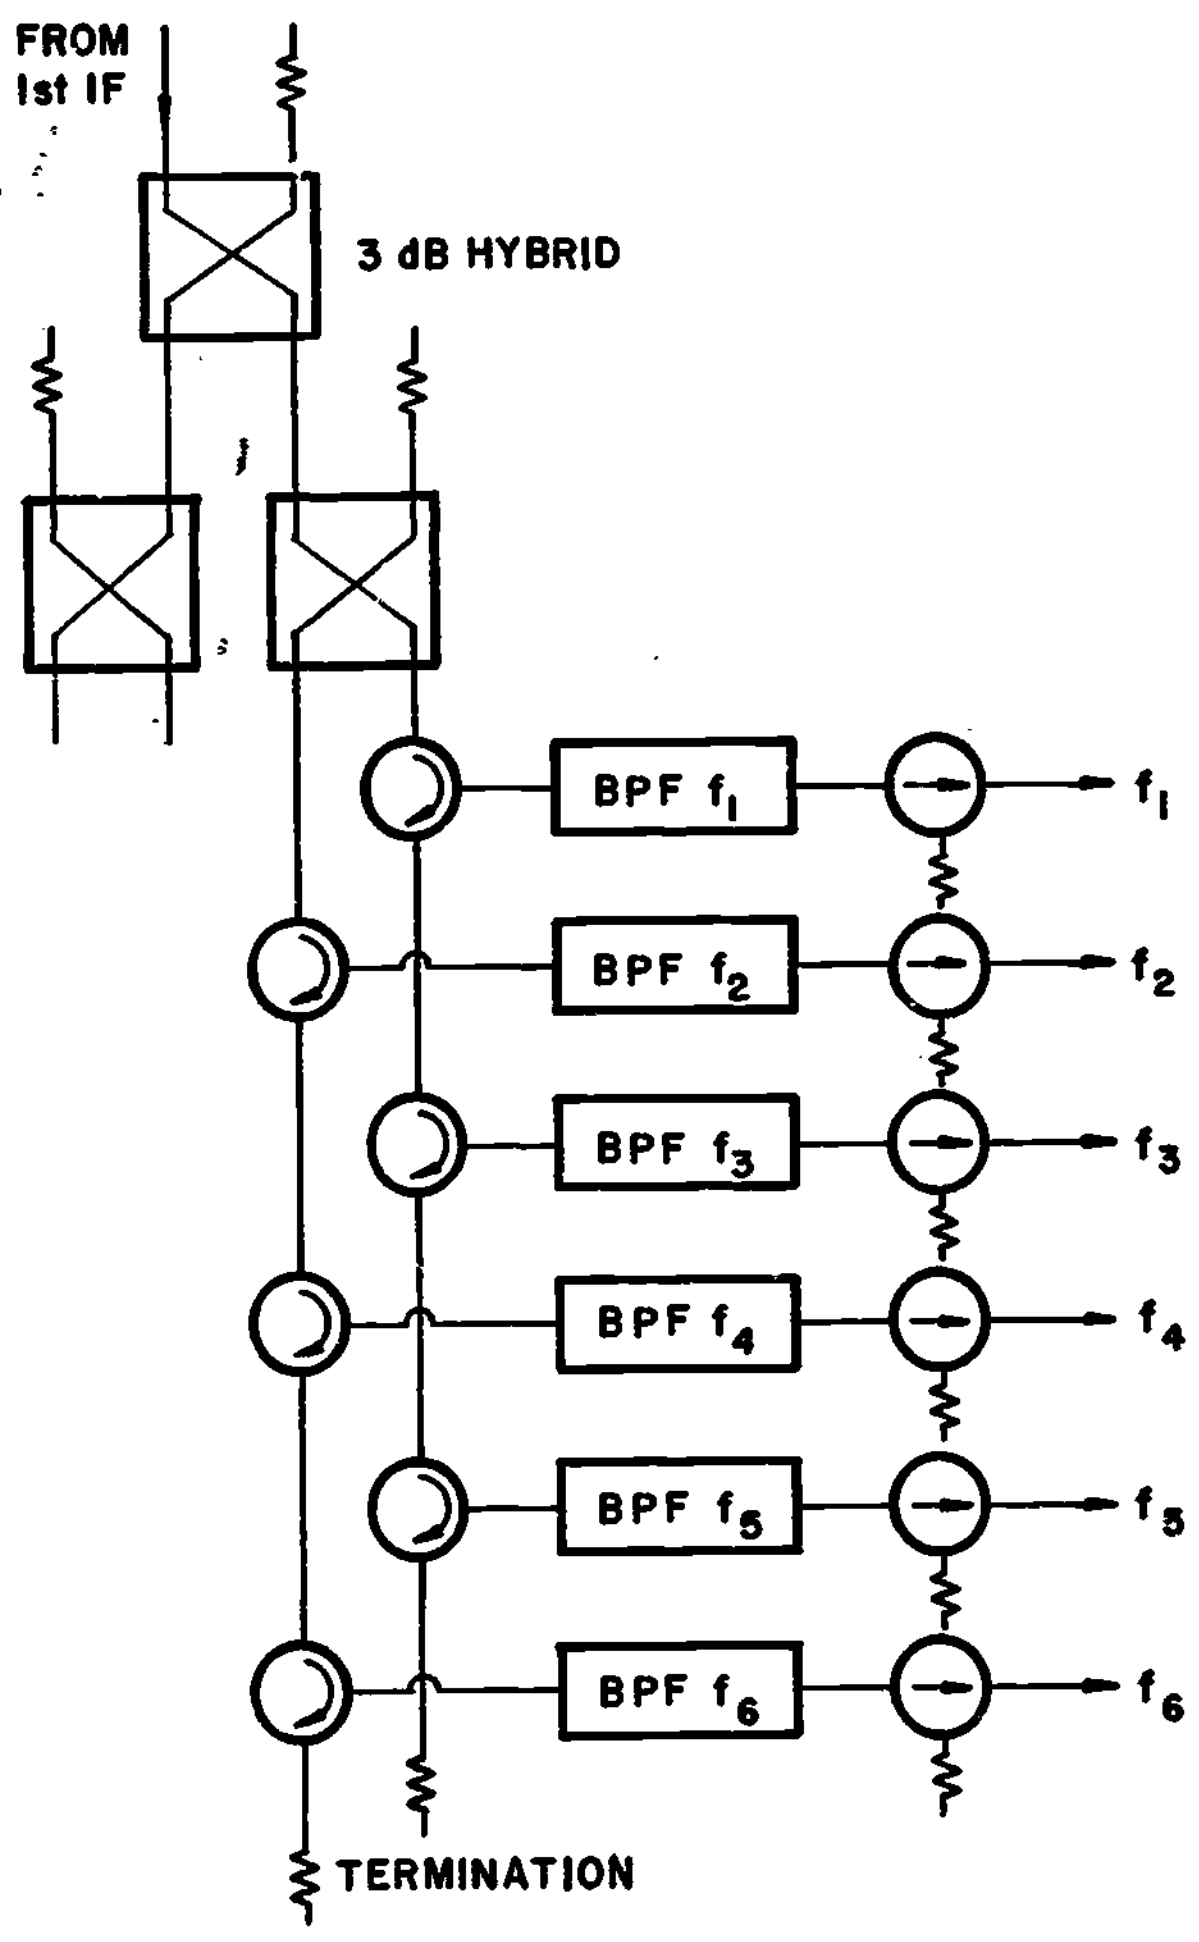 FROM
1st IF
3 dB HYBRID
BPF f1
f1
BPF f2
f2
BPF f3
f3
BPF f4
f4
BPF f5
f5
BPF f6
f6
TERMINATION